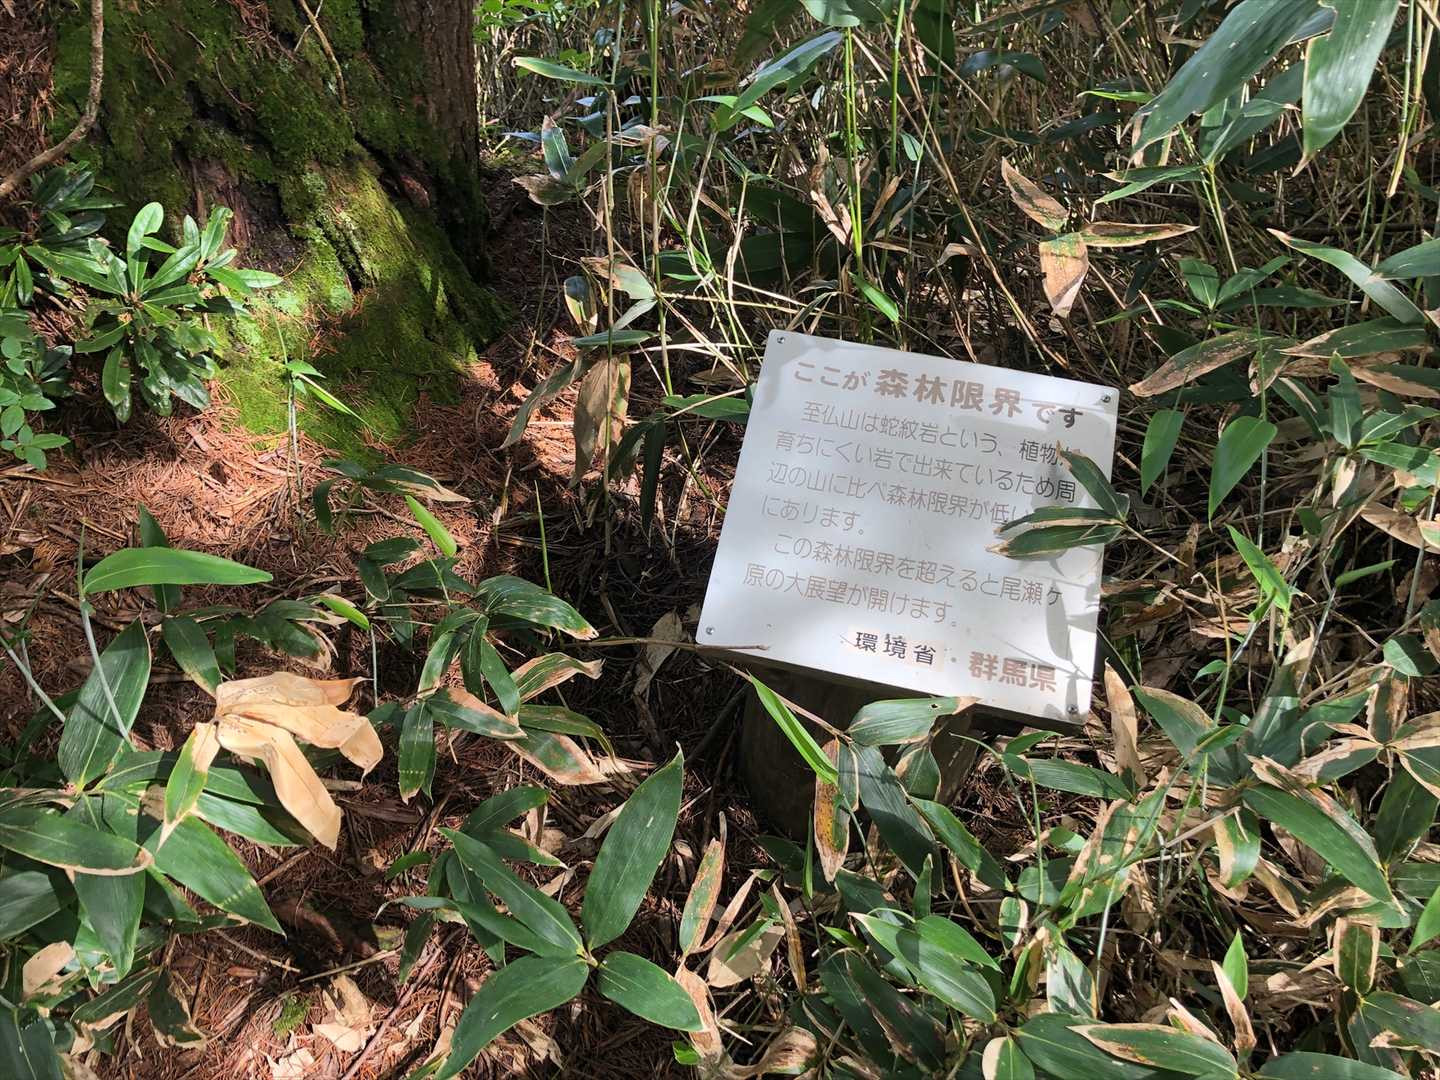 ここが森林限界です
至仏山は蛇紋岩という、植物
育ちにくい岩で出来ているため周
辺の山に比べ森林限界が低い
にあります。
この森林限界を超えると尾瀬ヶ
原の大展望が開けます。
環境省・群馬県